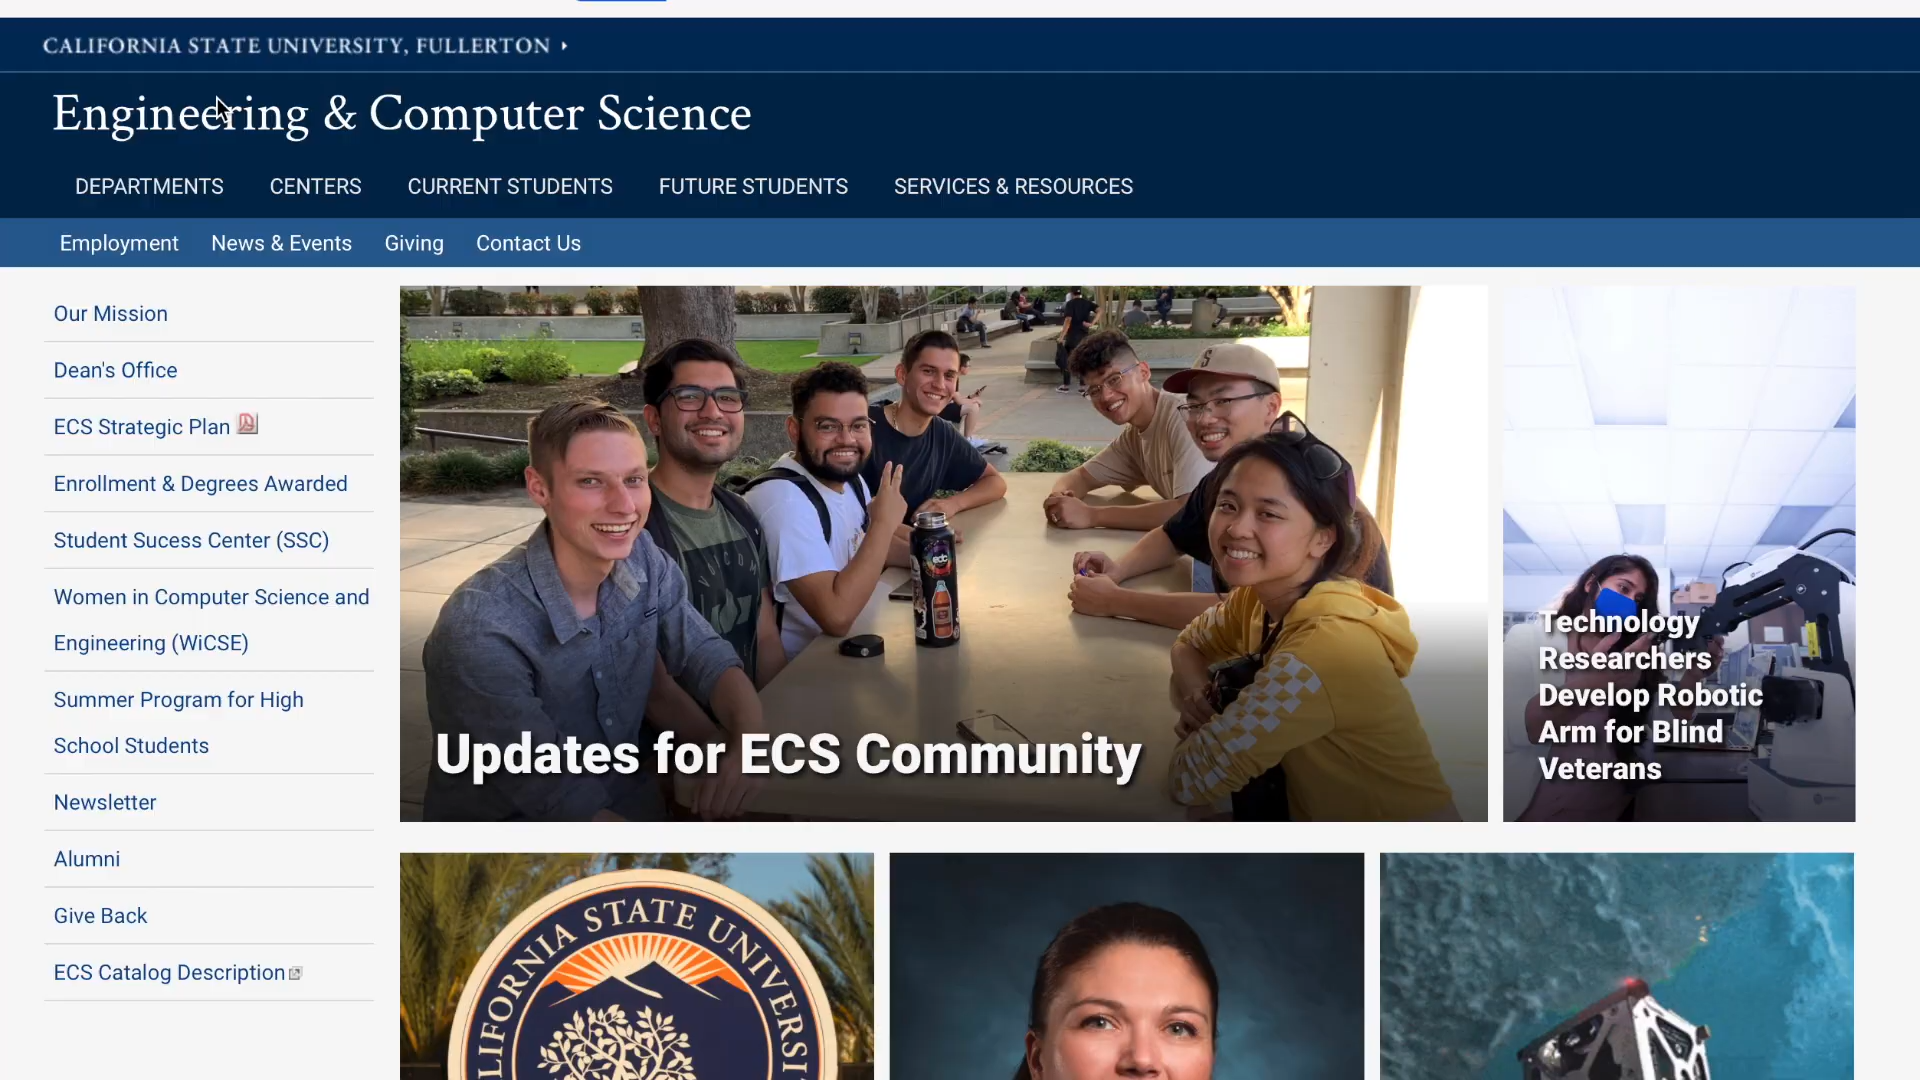 CALIFORNIA STATE UNIVERSITY, FULLERTON
Engineering & Computer Science
DEPARTMENTS CENTERS CURRENT STUDENTS FUTURE STUDENTS SERVICES & RESOURCES
Employment News & Events Giving Contact Us
Our Mission
Dean's Office
ECS Strategic Plan
Enrollment & Degrees Awarded
Student Sucess Center (SSC)
Women in Computer Science and
Engineering (WiCSE)
Summer Program for High
School Students
Newsletter
Alumni
Give Back
ECS Catalog Description
Updates for ECS Community
Technology
Researchers
Develop Robotic
Arm for Blind
Veterans
LIFORNIA STATE UNIVERSI